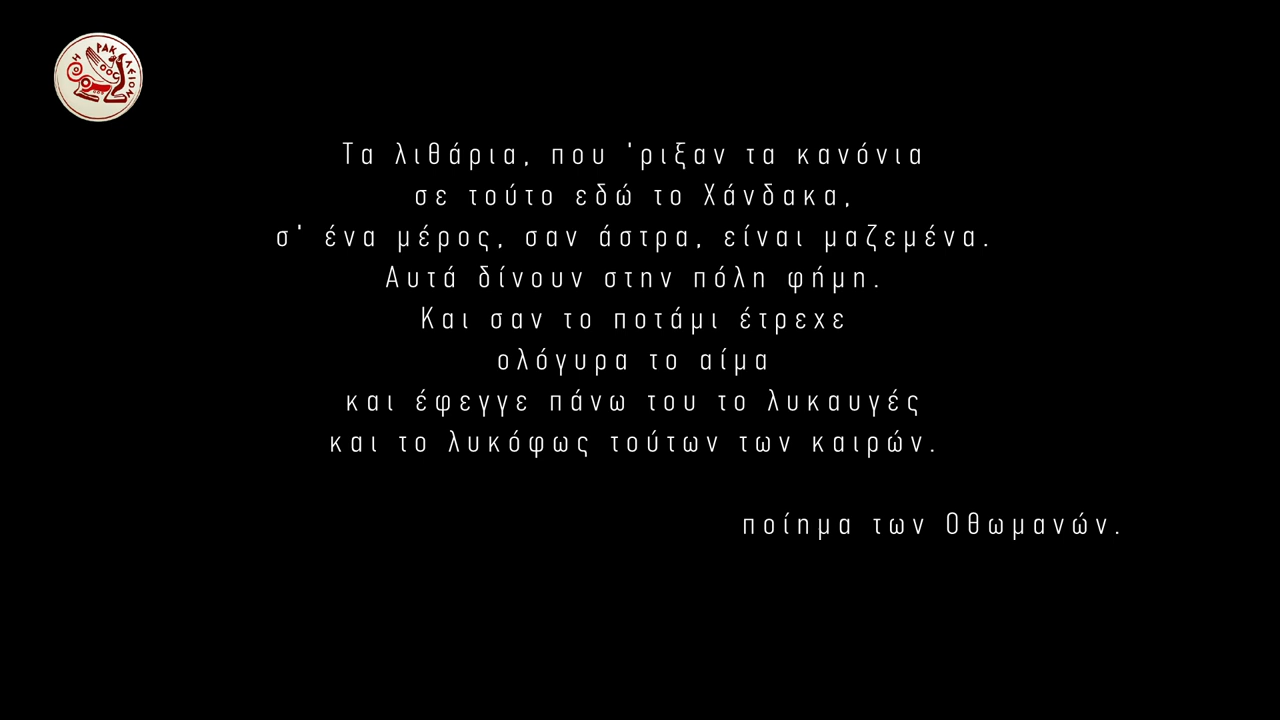 ΗΡΑΚΛΕΙΟΝ
Τα λιθάρια, που 'ριξαν τα κανόνια
σε τούτο εδώ το Χάνδακα,
σ' ένα μέρος, σαν άστρα, είναι μαζεμένα.
Αυτά δίνουν στην πόλη φήμη.
Και σαν το ποτάμι έτρεχε
ολόγυρα το αίμα
και έφεγγε πάνω του το λυκαυγές
και το λυκόφως τούτων των καιρών.
ποίημα των Οθωμανών.